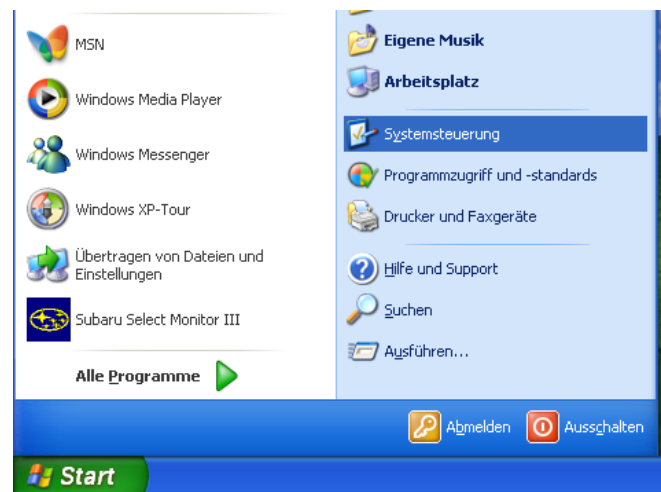 MSN
Windows Media Player
Windows Messenger
Windows XP-Tour
Übertragen von Dateien und
Einstellungen
Subaru Select Monitor III
Alle Programme
Eigene Musik
Arbeitsplatz
Systemsteuerung
Programmzugriff und -standards
Drucker und Faxgeräte
Hilfe und Support
Suchen
Ausführen...
Abmelden
Ausschalten
Start